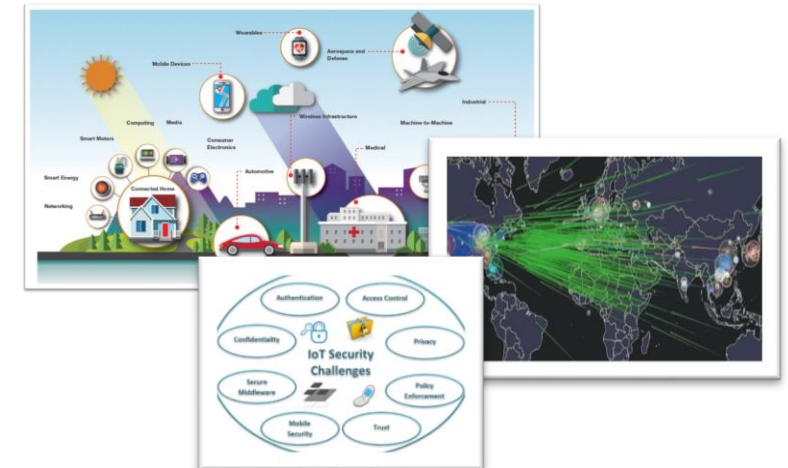 Wearables
Aerospace and
Defense
Mobile Devices
Industrial
Wireless Infrastructure
Computing
Media
Machine-to-Machine
Smart Meters
Consumer
Electronics
Medical
Automotive
Smart Energy
Connected Home
Networking
Authentication
Access Control
Confidentiality
Privacy
IoT Security
Challenges
Secure
Middleware
Policy
Enforcement
Mobile
Security
Trust